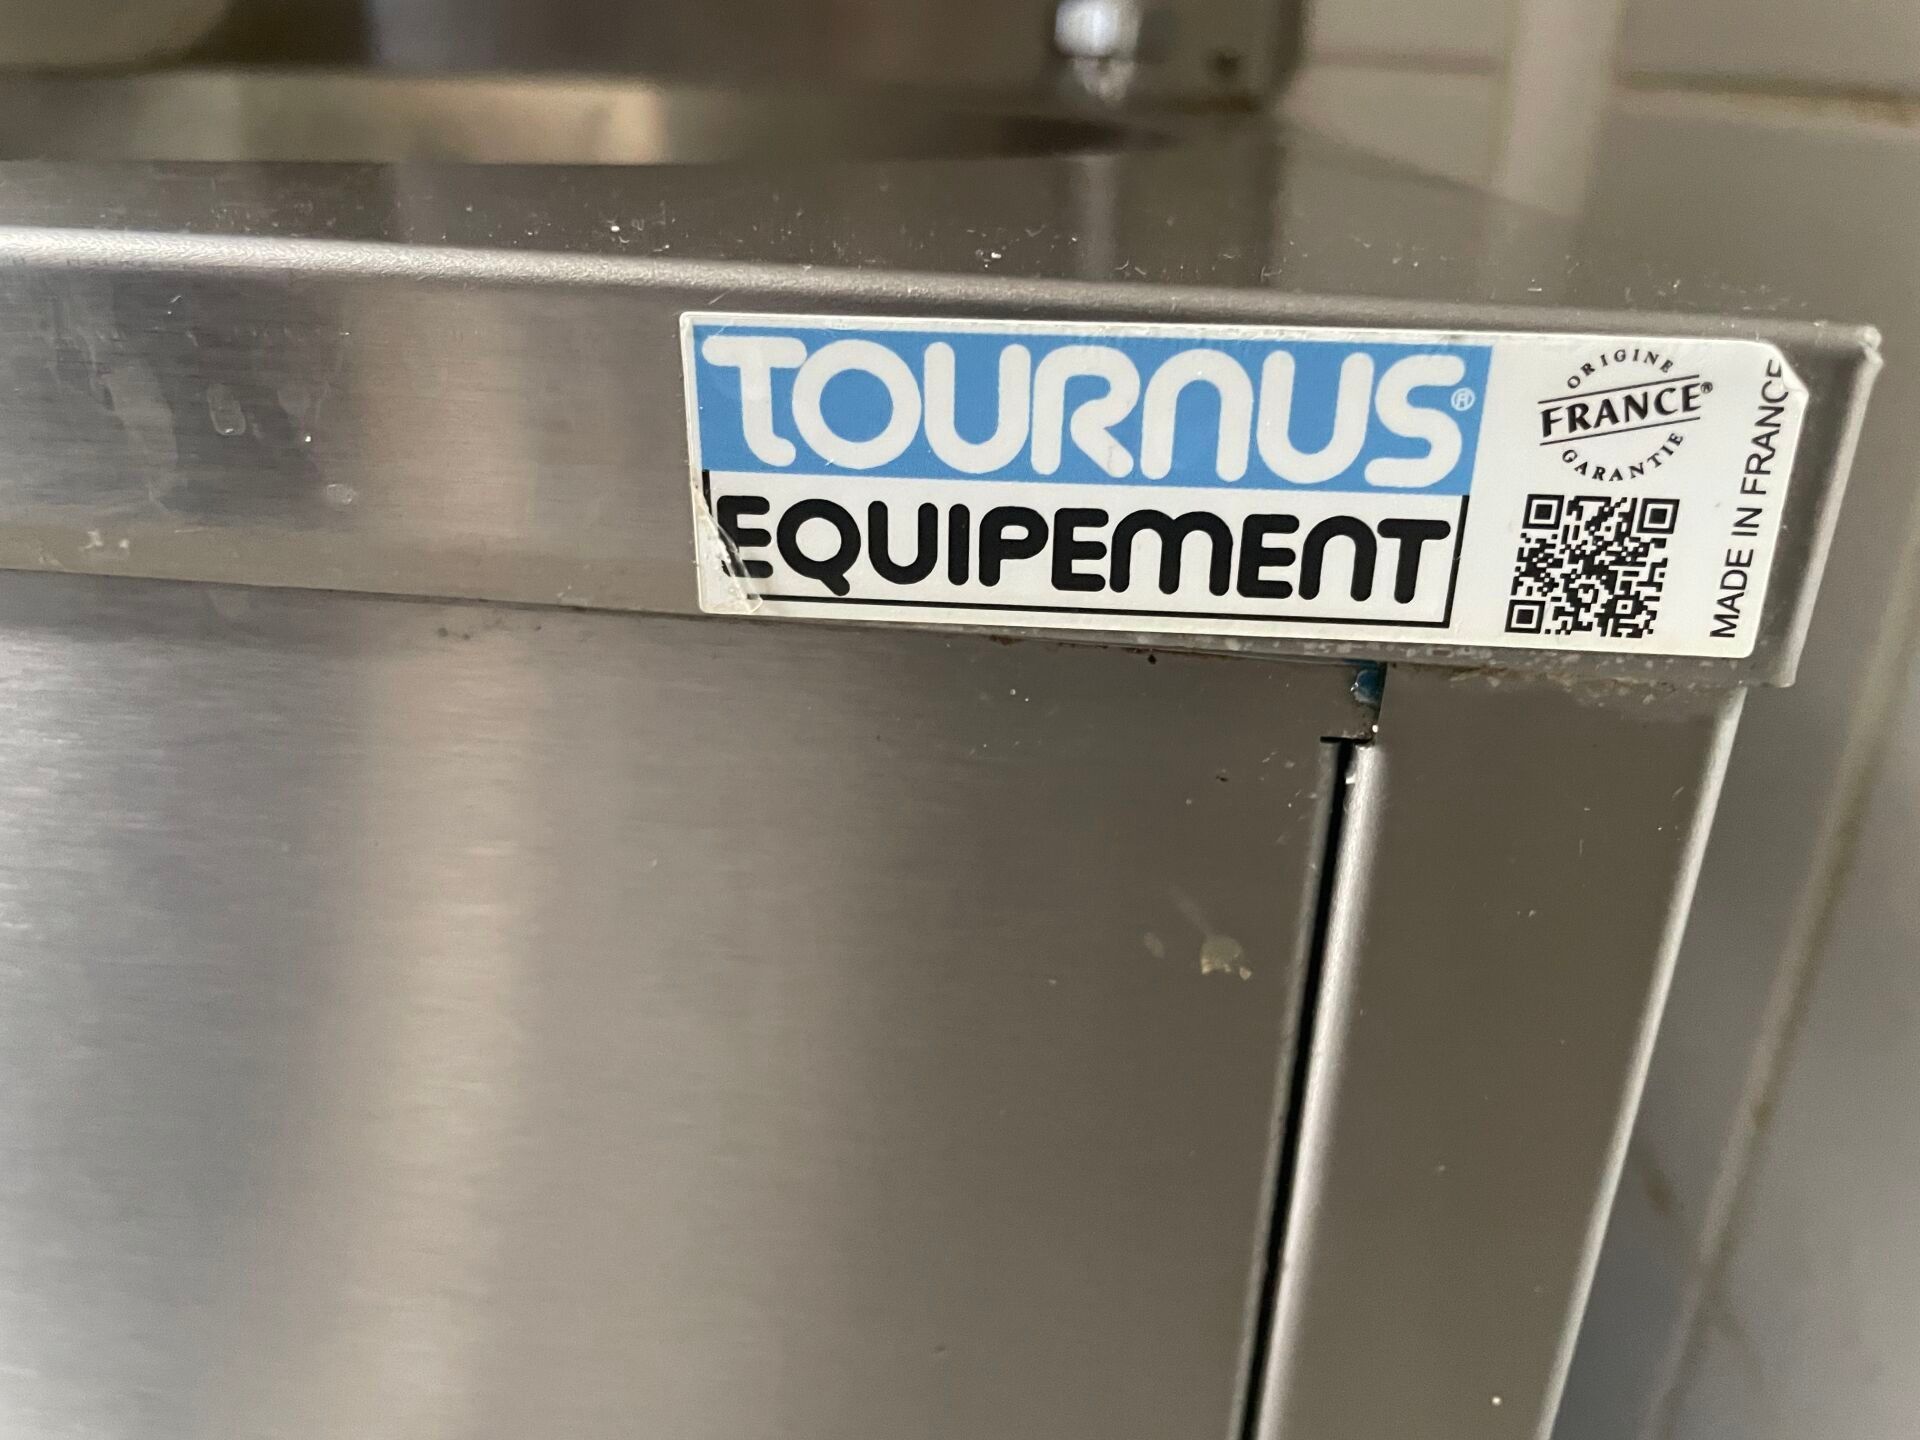 TOURNUS®
EQUIPEMENT
ORIGINE
FRANCE®
GARANTIE
MADE IN FRANCE